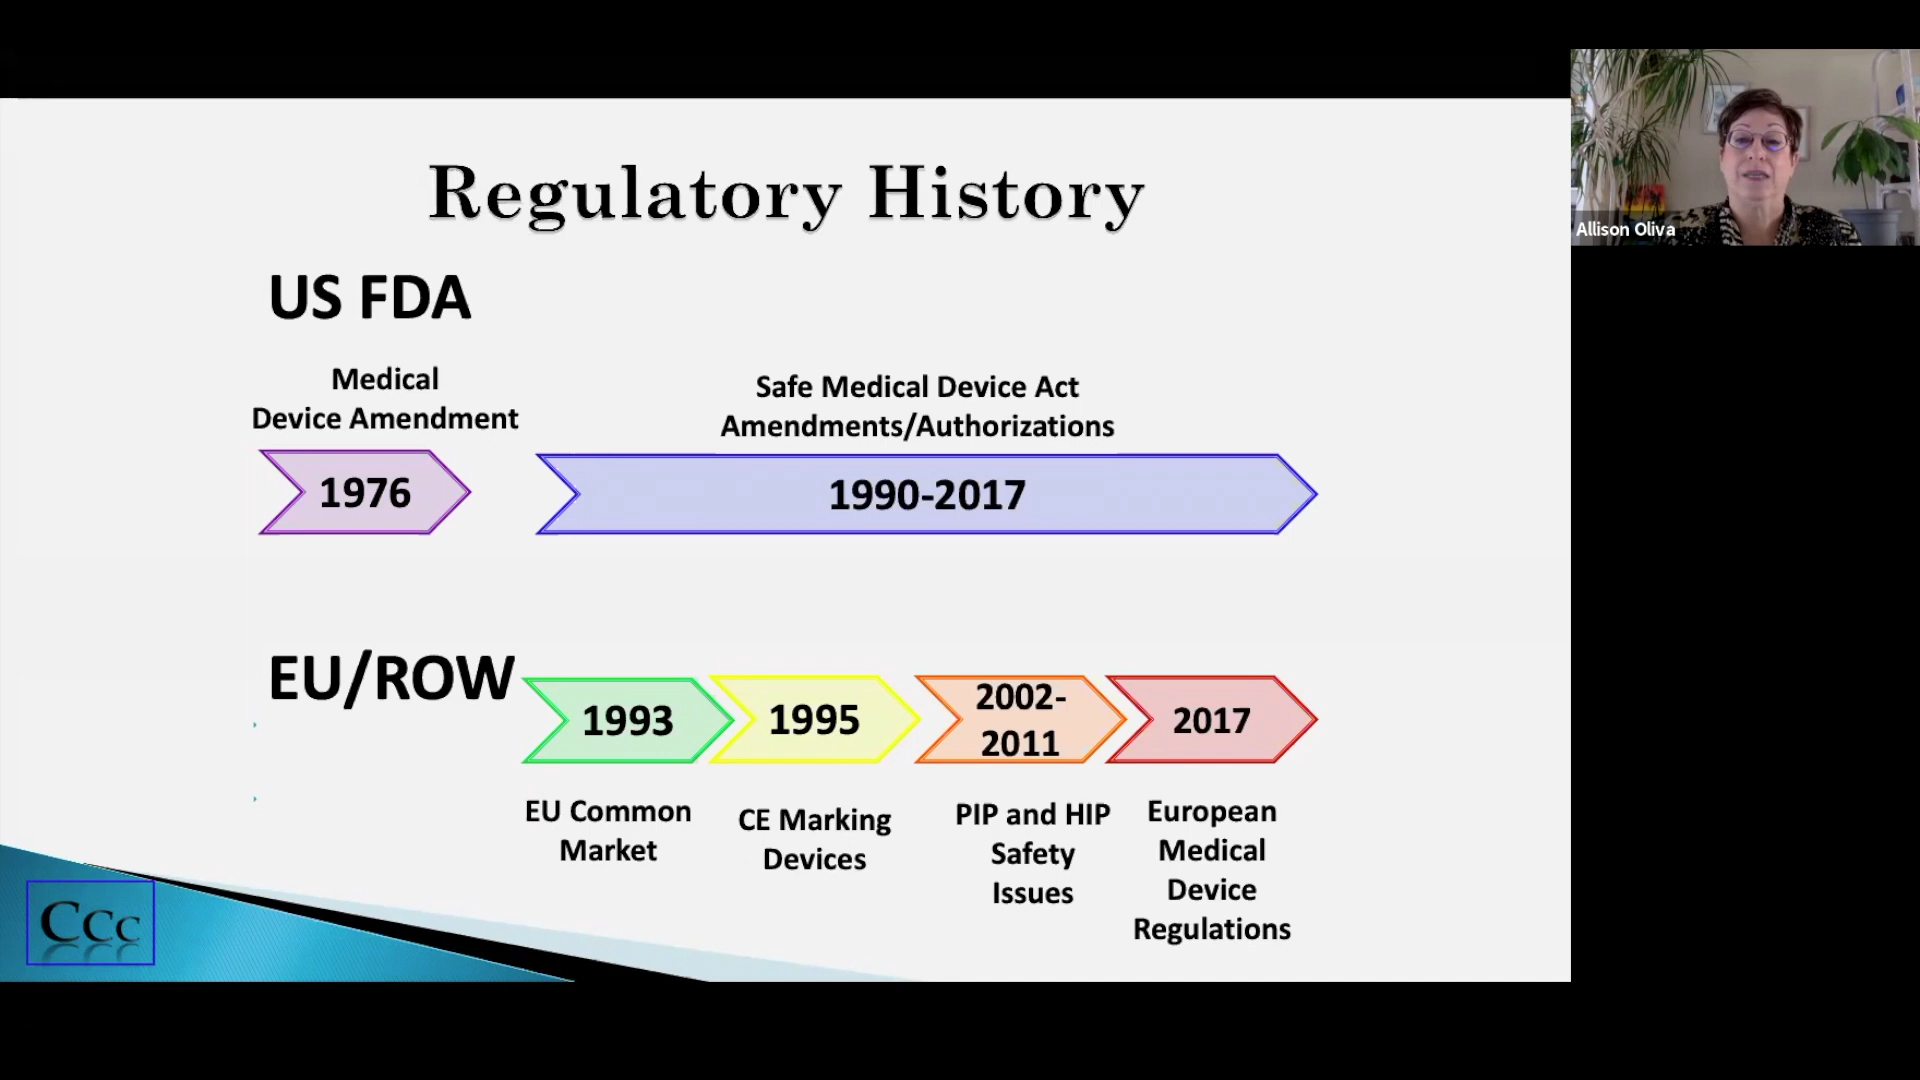 Regulatory History
US FDA
Medical
Device Amendment
1976
Safe Medical Device Act
Amendments/Authorizations
1990-2017
EU/ROW
1993
EU Common
Market
1995
CE Marking
Devices
2002-
2011
PIP and HIP
Safety
Issues
2017
European
Medical
Device
Regulations
CCC
Allison Oliva